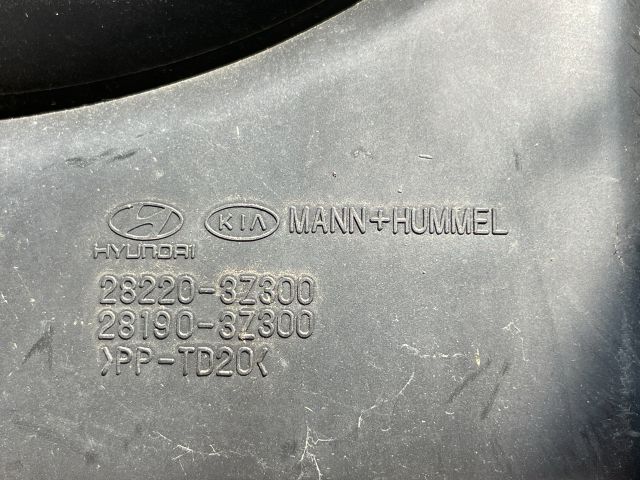 HYUNDAI KIA MANN+HUMMEL
28220-3Z300
28190-3Z300
>PP-TD20<